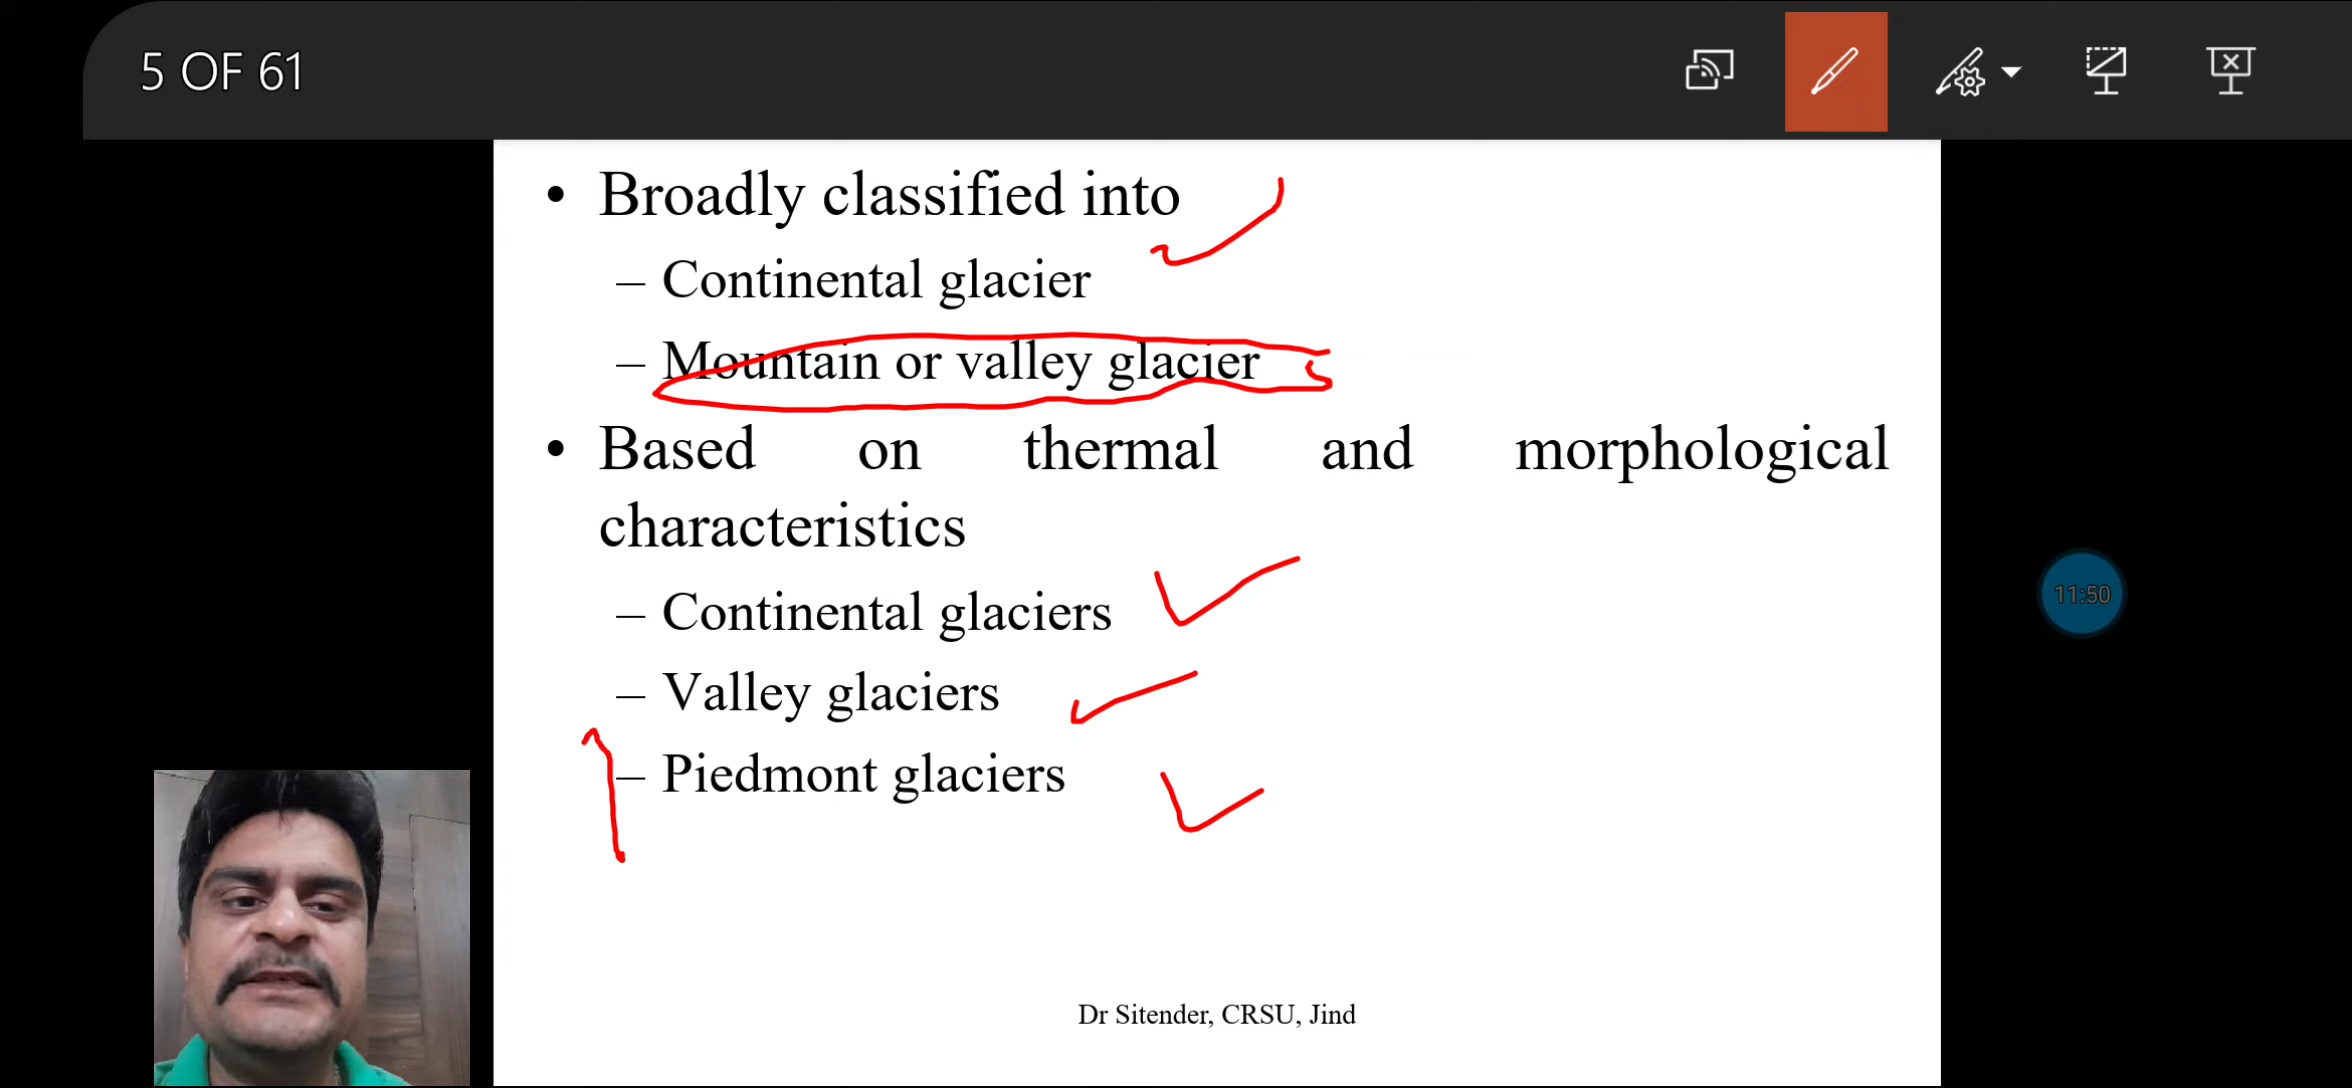 5 OF 61
• Broadly classified into
– Continental glacier
– Mountain or valley glacier
• Based on thermal and morphological
characteristics
– Continental glaciers
– Valley glaciers
– Piedmont glaciers
11:50
Dr Sitender, CRSU, Jind